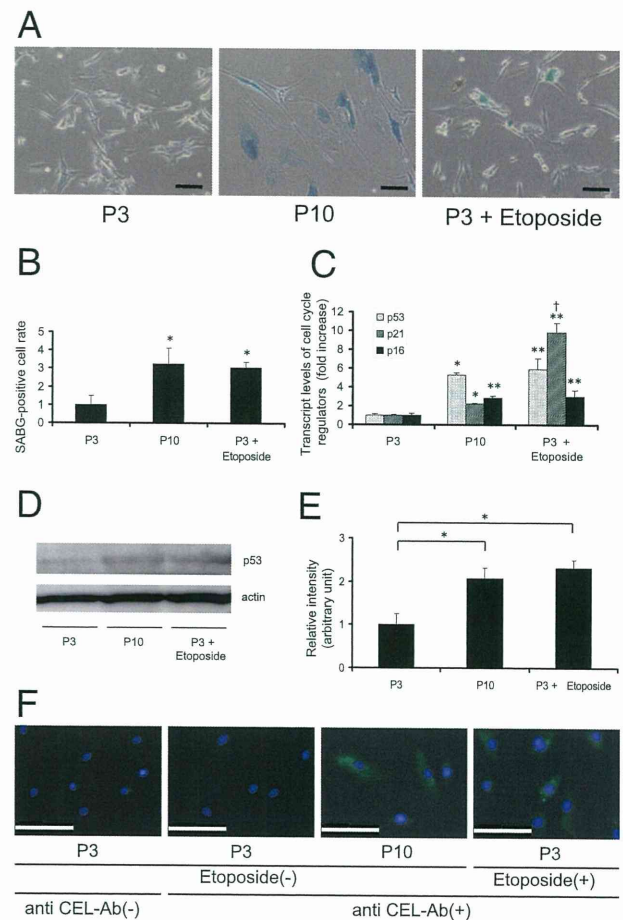 A
P3 P10 P3 + Etoposide
B
SABG-positive cell rate
5
4
3
2
1
0
* *
P3 P10 P3 +
Etoposide
C
Transcript levels of cell cycle
regulators (fold increase)
12
10
8
6
4
2
0
p53
p21
p16
* * **
** † ** **
P3 P10 P3 +
Etoposide
D
p53
actin
P3 P10 P3 +
Etoposide
E
Relative intensity
(arbitrary unit)
3
2
1
0
*
*
P3 P10 P3 + Etoposide
F
P3 P3 P10 P3
Etoposide(-) Etoposide(+)
anti CEL-Ab(-) anti CEL-Ab(+)